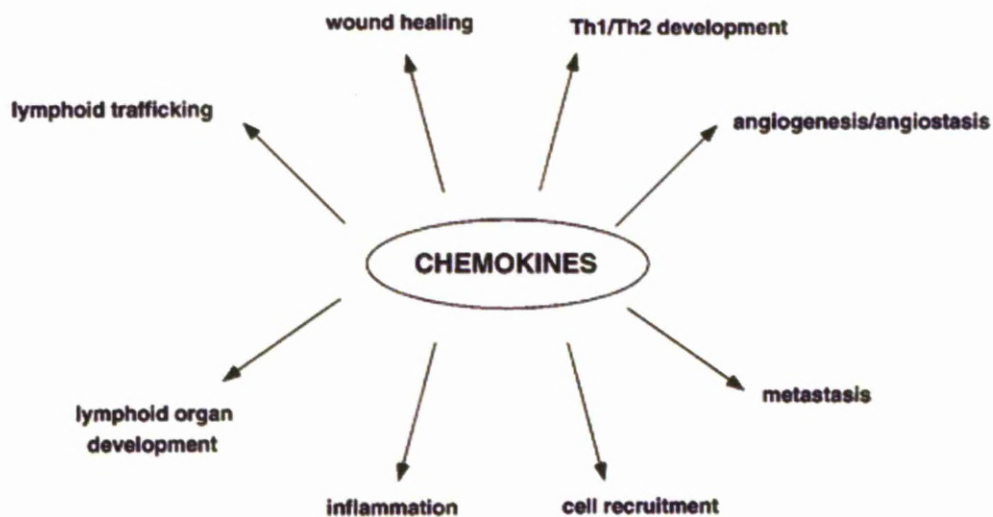 wound healing
Th1/Th2 development
lymphoid trafficking
angiogenesis/angiostasis
CHEMOKINES
metastasis
lymphoid organ
development
inflammation
cell recruitment